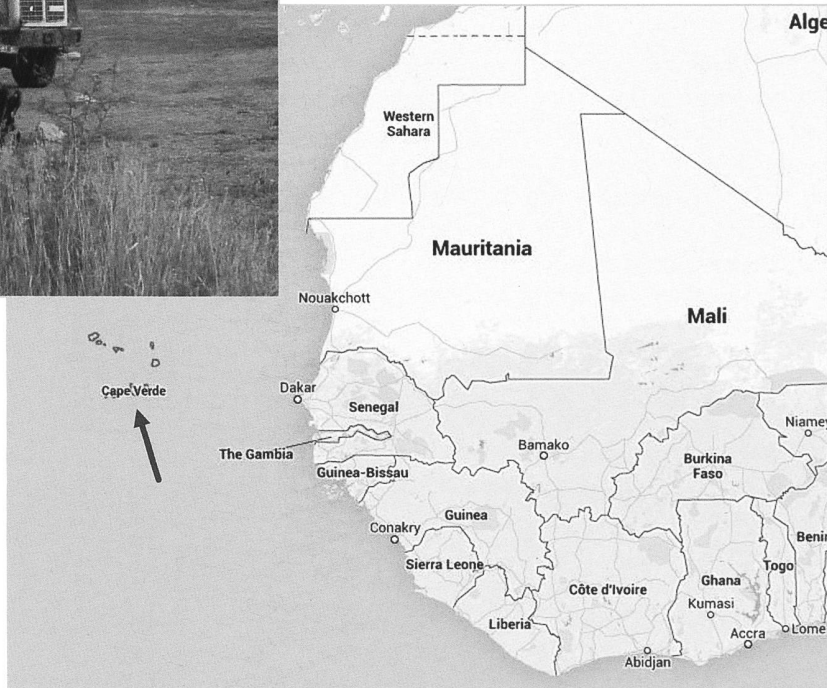 Alge
Western
Sahara
Mauritania
Nouakchott
Mali
Cape Verde
Dakar
Senegal
Niamey
The Gambia
Bamako
Guinea-Bissau
Burkina
Faso
Guinea
Conakry
Benin
Sierra Leone
Togo
Côte d'Ivoire
Ghana
Kumasi
Liberia
Accra
Lome
Abidjan